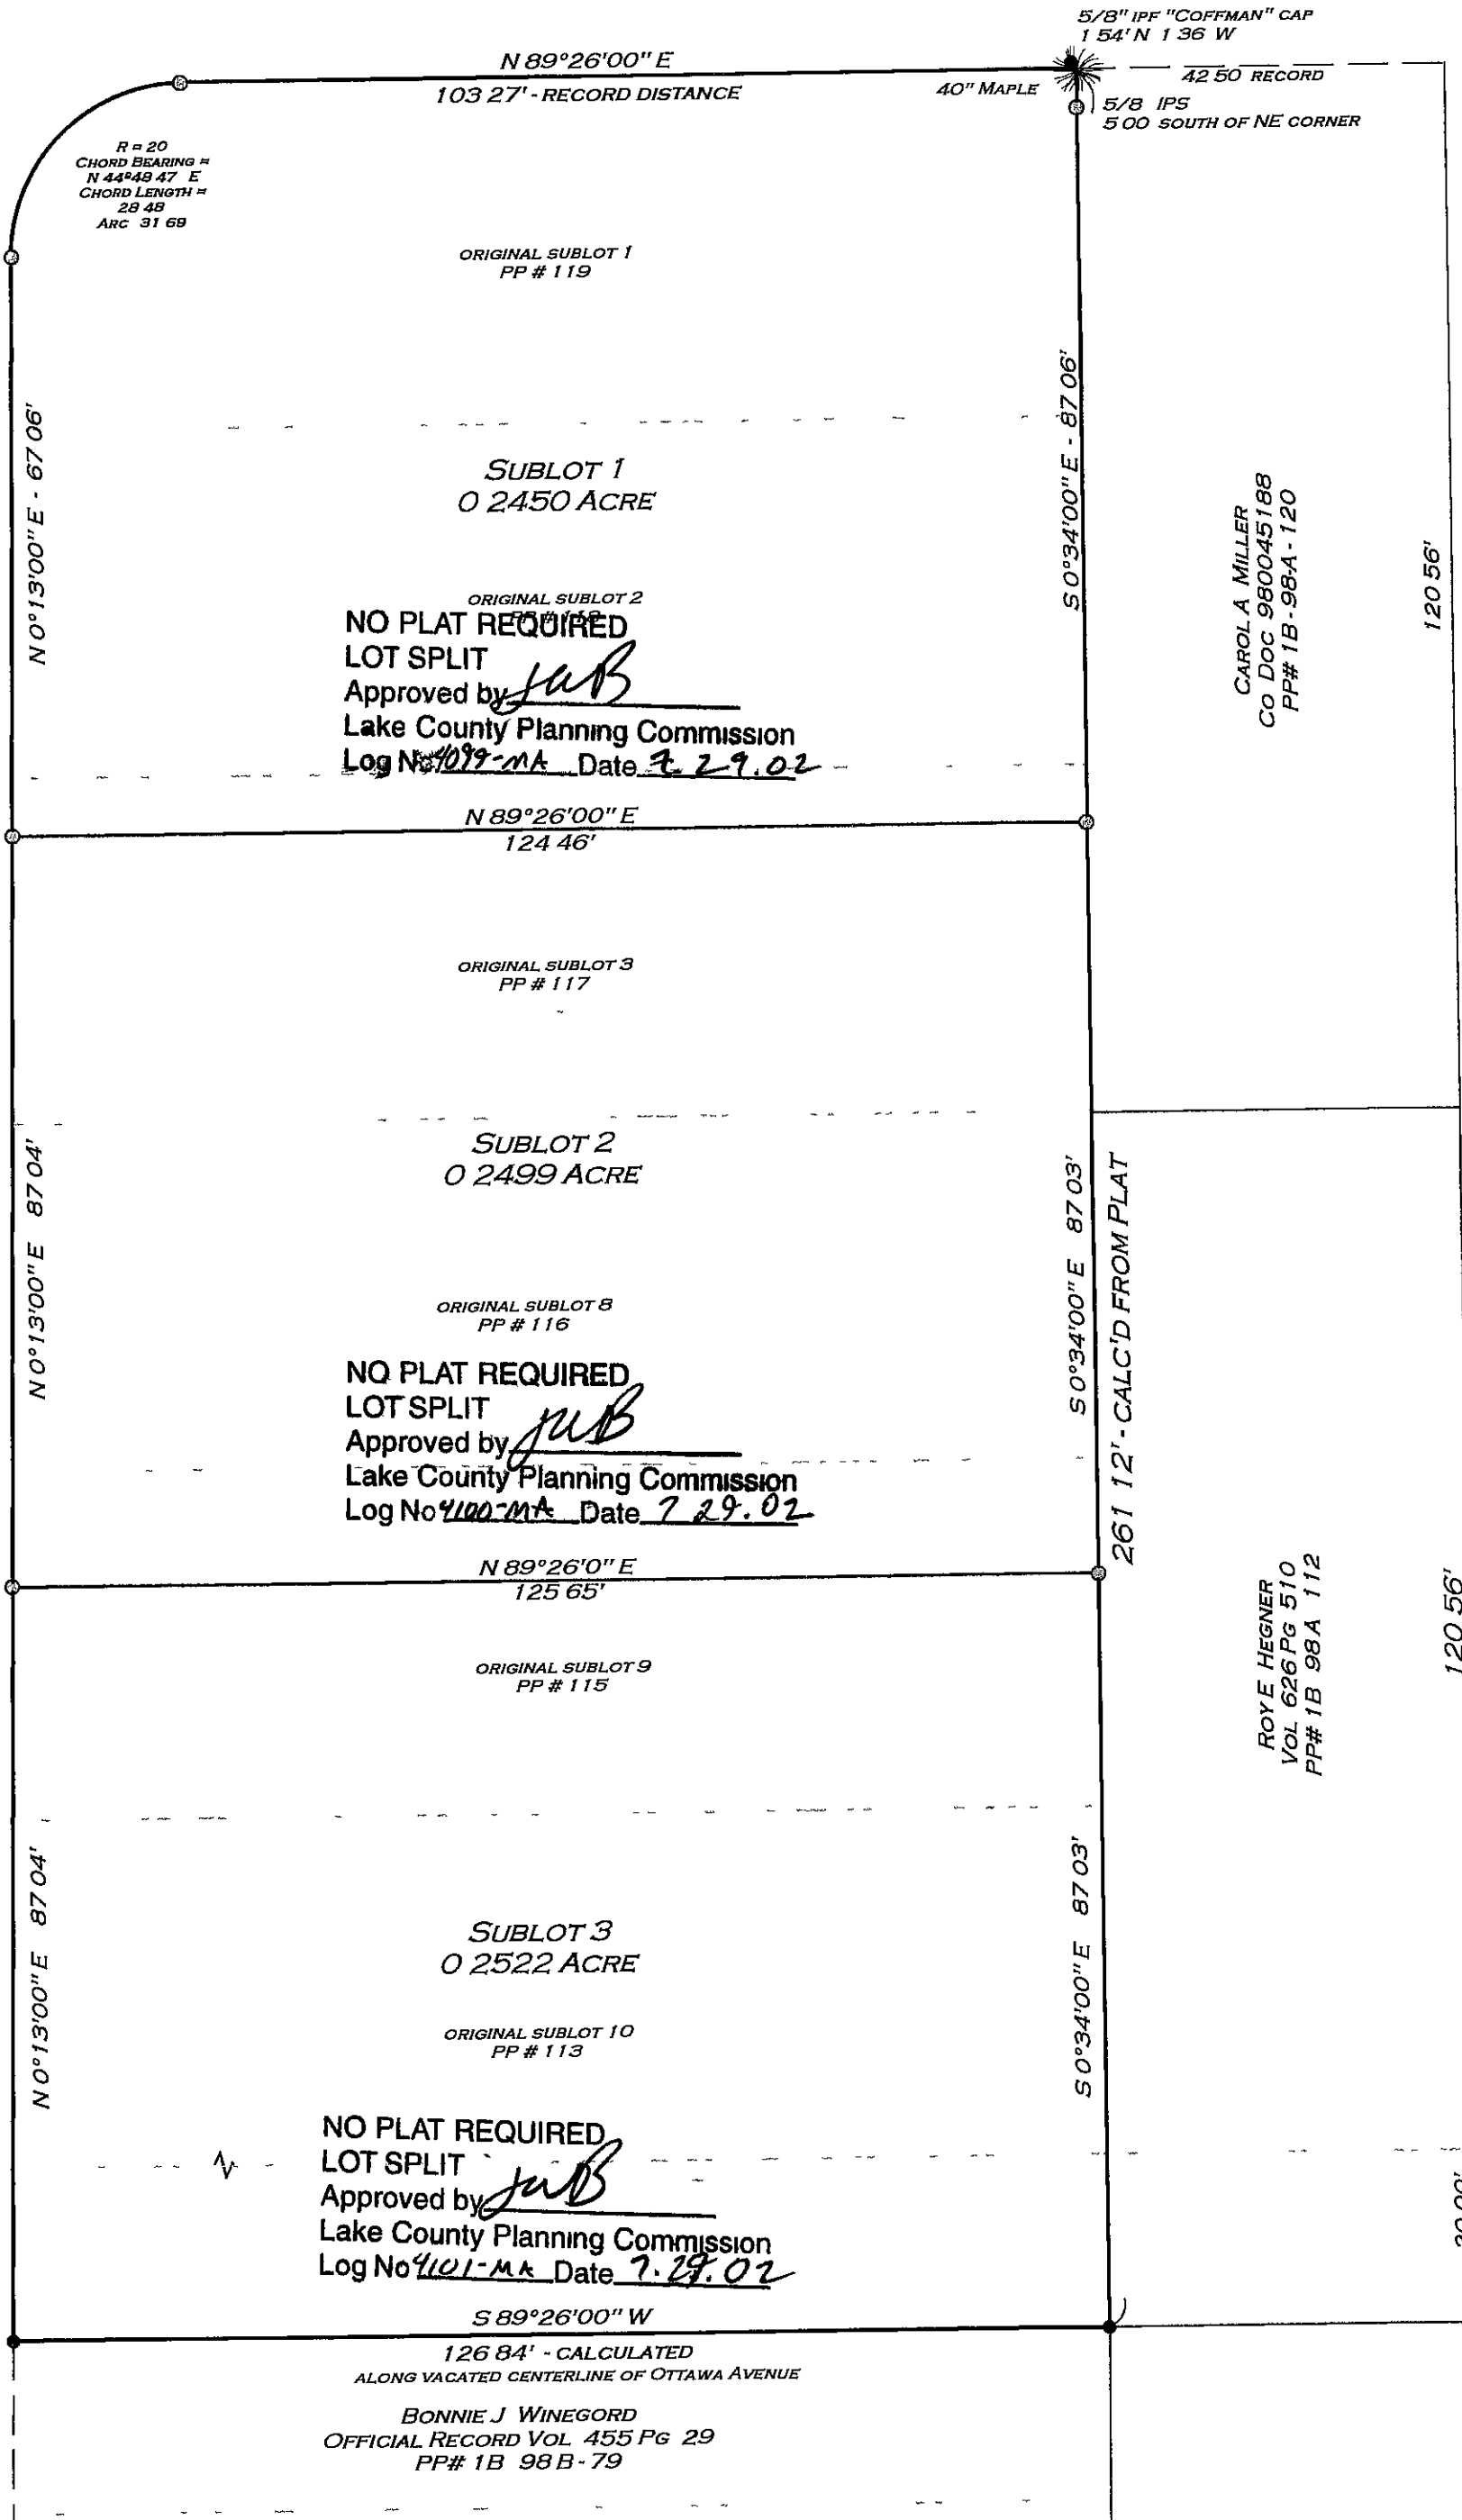 5/8" IPF "COFFMAN" CAP
1 54' N 1 36 W
N 89°26'00" E
103 27' - RECORD DISTANCE
40" MAPLE
42 50 RECORD
5/8 IPS
5 00 SOUTH OF NE CORNER
R = 20
CHORD BEARING =
N 44°48 47 E
CHORD LENGTH =
28 48
ARC 31 69
ORIGINAL SUBLOT 1
PP # 119
N 0°13'00" E - 67 06'
S 0°34'00" E - 87 06'
SUBLOT 1
0 2450 ACRE
CAROL A MILLER
CO DOC 980045188
PP# 1B-98-A-120
120 56'
ORIGINAL SUBLOT 2
NO PLAT REQUIRED
LOT SPLIT
Approved by
Lake County Planning Commission
Log No 4099-MA Date 7 29.02
N 89°26'00" E
124 46'
ORIGINAL SUBLOT 3
PP # 117
SUBLOT 2
0 2499 ACRE
N 0°13'00" E 87 04'
S 0°34'00" E 87 03'
261 12' - CALC'D FROM PLAT
ORIGINAL SUBLOT 8
PP # 116
NO PLAT REQUIRED
LOT SPLIT
Approved by
Lake County Planning Commission
Log No 4100-MA Date 7 29.02
N 89°26'0" E
125 65'
ORIGINAL SUBLOT 9
PP # 115
ROY E HEGNER
VOL 626 PG 510
PP# 1B 98 A 112
120 56'
N 0°13'00" E 87 04'
S 0°34'00" E 87 03'
SUBLOT 3
0 2522 ACRE
ORIGINAL SUBLOT 10
PP # 113
NO PLAT REQUIRED
LOT SPLIT
Approved by
Lake County Planning Commission
Log No 4101-MA Date 7.29.02
S 89°26'00" W
126 84' - CALCULATED
ALONG VACATED CENTERLINE OF OTTAWA AVENUE
BONNIE J WINEGORD
OFFICIAL RECORD VOL 455 PG 29
PP# 1B 98 B - 79